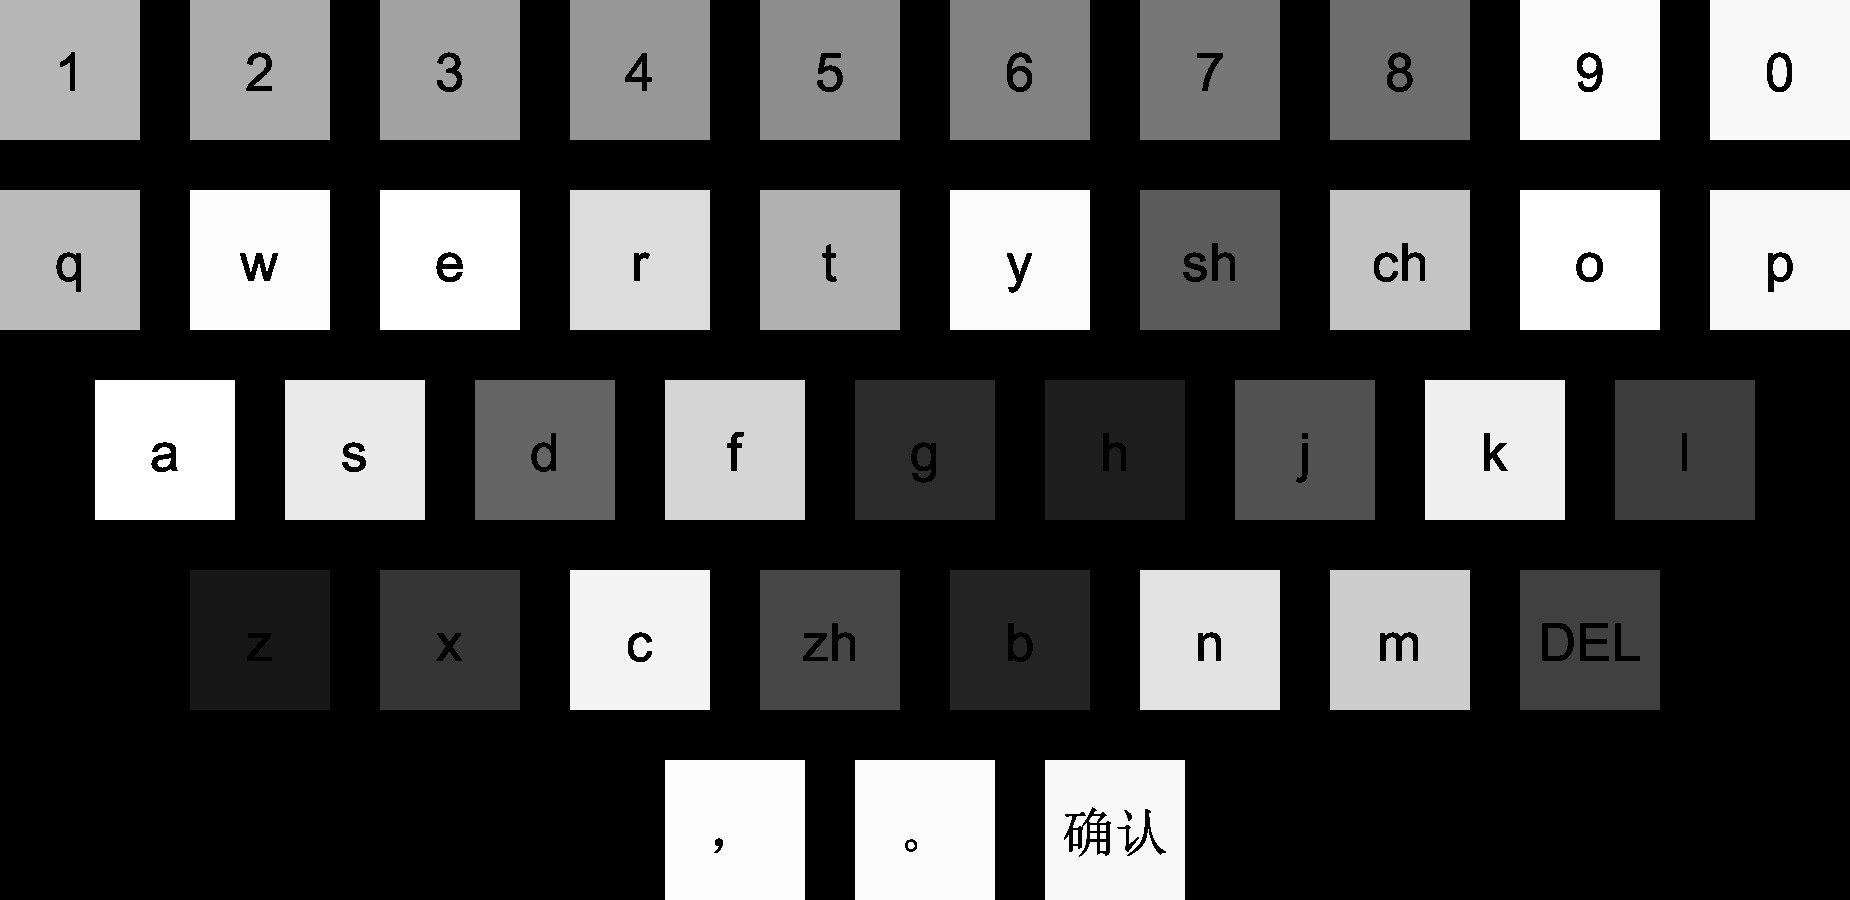 1 2 3 4 5 6 7 8 9 0
q w e r t y sh ch o p
a s d f g h j k l
z x c zh b n m DEL
， 。 确认